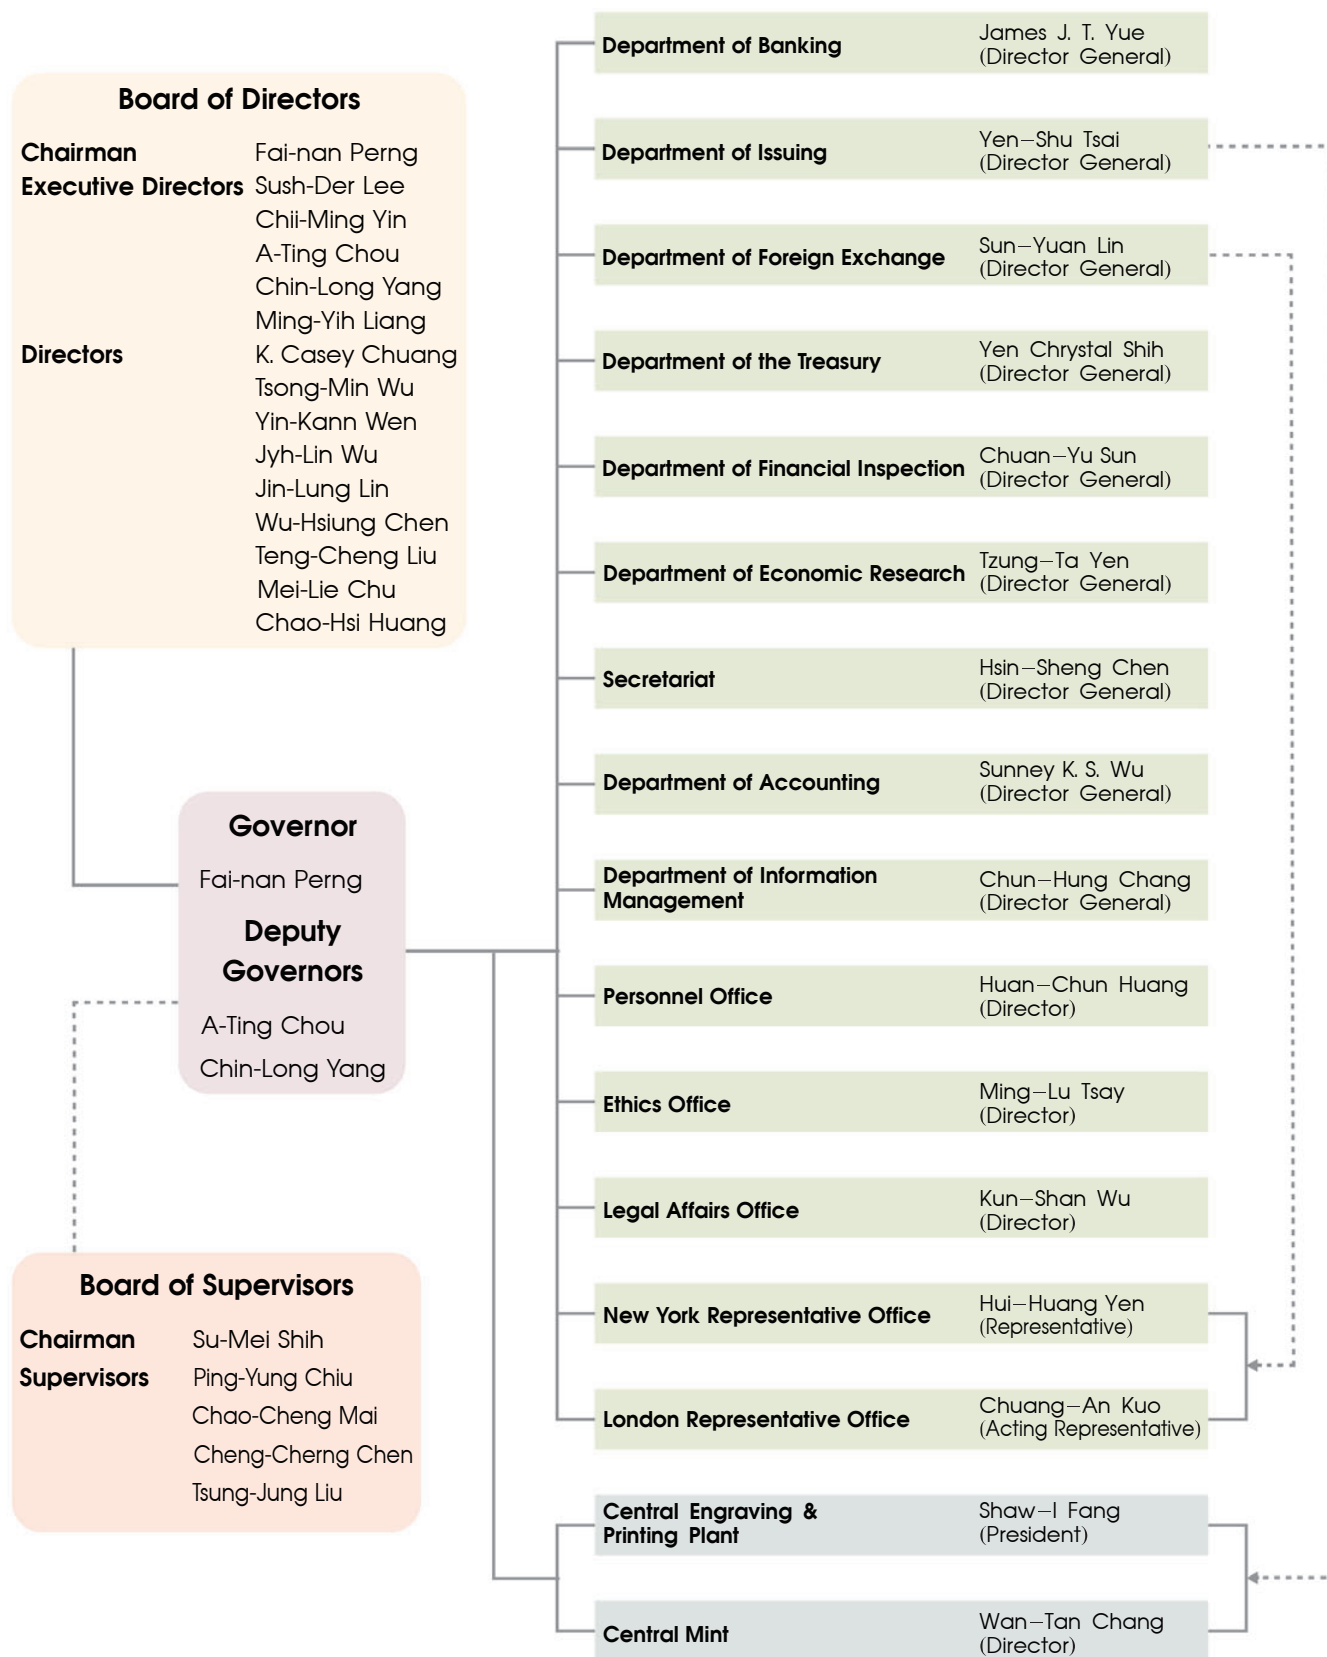 Board of Directors
Chairman Fai-nan Perng
Executive Directors Sush-Der Lee
Chii-Ming Yin
A-Ting Chou
Chin-Long Yang
Ming-Yih Liang
Directors K. Casey Chuang
Tsong-Min Wu
Yin-Kann Wen
Jyh-Lin Wu
Jin-Lung Lin
Wu-Hsiung Chen
Teng-Cheng Liu
Mei-Lie Chu
Chao-Hsi Huang
Governor
Fai-nan Perng
Deputy
Governors
A-Ting Chou
Chin-Long Yang
Board of Supervisors
Chairman Su-Mei Shih
Supervisors Ping-Yung Chiu
Chao-Cheng Mai
Cheng-Cherng Chen
Tsung-Jung Liu
Department of Banking James J. T. Yue
(Director General)
Department of Issuing Yen-Shu Tsai
(Director General)
Department of Foreign Exchange Sun-Yuan Lin
(Director General)
Department of the Treasury Yen Chrystal Shih
(Director General)
Department of Financial Inspection Chuan-Yu Sun
(Director General)
Department of Economic Research Tzung-Ta Yen
(Director General)
Secretariat Hsin-Sheng Chen
(Director General)
Department of Accounting Sunney K. S. Wu
(Director General)
Department of Information Chun-Hung Chang
Management (Director General)
Personnel Office Huan-Chun Huang
(Director)
Ethics Office Ming-Lu Tsay
(Director)
Legal Affairs Office Kun-Shan Wu
(Director)
New York Representative Office Hui-Huang Yen
(Representative)
London Representative Office Chuang-An Kuo
(Acting Representative)
Central Engraving & Shaw-I Fang
Printing Plant (President)
Central Mint Wan-Tan Chang
(Director)